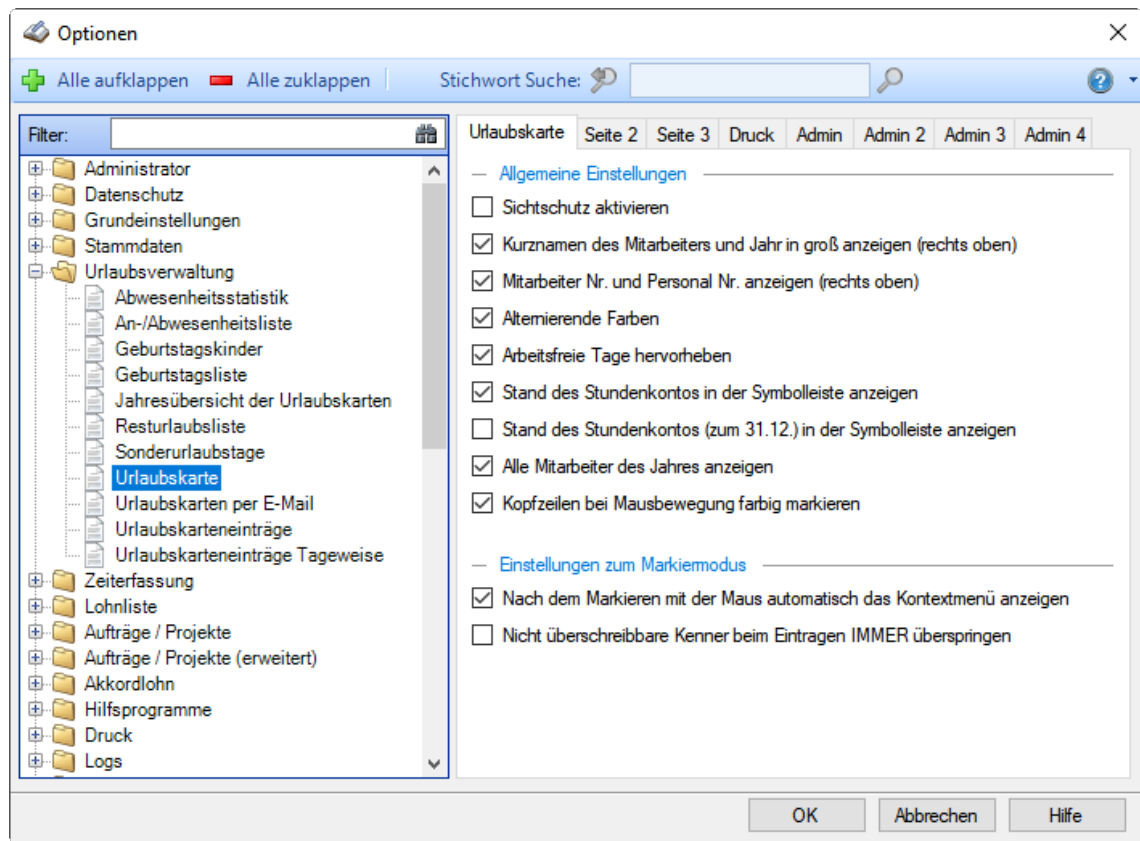 Optionen
Alle aufklappen Alle zuklappen Stichwort Suche:
Filter:
Administrator
Datenschutz
Grundeinstellungen
Stammdaten
Urlaubsverwaltung
Abwesenheitsstatistik
An-/Abwesenheitsliste
Geburtstagskinder
Geburtstagsliste
Jahresübersicht der Urlaubskarten
Resturlaubsliste
Sonderurlaubstage
Urlaubskarte
Urlaubskarten per E-Mail
Urlaubskarteneinträge
Urlaubskarteneinträge Tageweise
Zeiterfassung
Lohnliste
Aufträge / Projekte
Aufträge / Projekte (erweitert)
Akkordlohn
Hilfsprogramme
Druck
Logs
Urlaubskarte Seite 2 Seite 3 Druck Admin Admin 2 Admin 3 Admin 4
Allgemeine Einstellungen
Sichtschutz aktivieren
Kurznamen des Mitarbeiters und Jahr in groß anzeigen (rechts oben)
Mitarbeiter Nr. und Personal Nr. anzeigen (rechts oben)
Alternierende Farben
Arbeitsfreie Tage hervorheben
Stand des Stundenkontos in der Symbolleiste anzeigen
Stand des Stundenkontos (zum 31.12.) in der Symbolleiste anzeigen
Alle Mitarbeiter des Jahres anzeigen
Kopfzeilen bei Mausbewegung farbig markieren
Einstellungen zum Markiermodus
Nach dem Markieren mit der Maus automatisch das Kontextmenü anzeigen
Nicht überschreibbare Kenner beim Eintragen IMMER überspringen
OK Abbrechen Hilfe